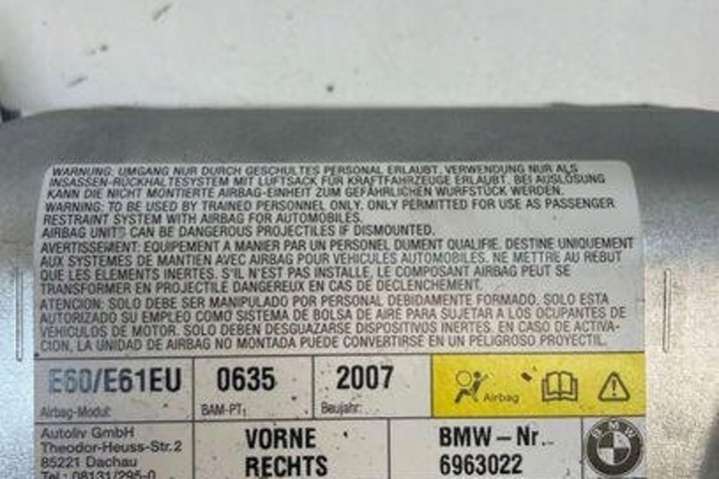 WARNUNG: UMGANG NUR DURCH GESCHULTES PERSONAL ERLAUBT. VERWENDUNG NUR ALS
INSASSEN-RÜCKHALTESYSTEM MIT LUFTSACK FÜR KRAFTFAHRZEUGE ERLAUBT. BEI AUSLÖSUNG
KANN DIE NICHT MONTIERTE AIRBAG-EINHEIT ZUM GEFÄHRLICHEN WURFSTÜCK WERDEN.
WARNING: TO BE USED BY TRAINED PERSONNEL ONLY. ONLY PERMITTED FOR USE AS PASSENGER
RESTRAINT SYSTEM WITH AIRBAG FOR AUTOMOBILES.
AIRBAG UNITS CAN BE DANGEROUS PROJECTILES IF DISMOUNTED.
AVERTISSEMENT: EQUIPEMENT A MANIER PAR UN PERSONEL DUMENT QUALIFIE. DESTINE UNIQUEMENT
AUX SYSTEMES DE MANTIEN AVEC AIRBAG POUR VEHICULES AUTOMOBILES. NE METTRE AU REBUT
QUE LES ELEMENTS INERTES. S'IL N'EST PAS INSTALLE, LE COMPOSANT AIRBAG PEUT SE
TRANSFORMER EN PROJECTILE DANGEREUX EN CAS DE DECLENCHEMENT.
ATENCION: SOLO DEBE SER MANIPULADO POR PERSONAL DEBIDAMENTE FORMADO. SOLO ESTA
AUTORIZADO SU EMPLEO COMO SISTEMA DE BOLSA DE AIRE PARA SUJETAR A LOS OCUPANTES DE
VEHICULOS DE MOTOR. SOLO DEBEN DESGUAZARSE DISPOSITIVOS INERTES. EN CASO DE ACTIVA-
CION, LA UNIDAD DE AIRBAG NO MONTADA PUEDE CONVERTIRSE EN UN PELIGROSO PROYECTIL.
E60/E61EU 0635 2007 Airbag
Airbag-Modul: BAM-PT: Baujahr:
Autoliv GmbH VORNE BMW-Nr.
Theodor-Heuss-Str.2
85221 Dachau RECHTS 6963022
Tel.: 08131/295-0
BMW